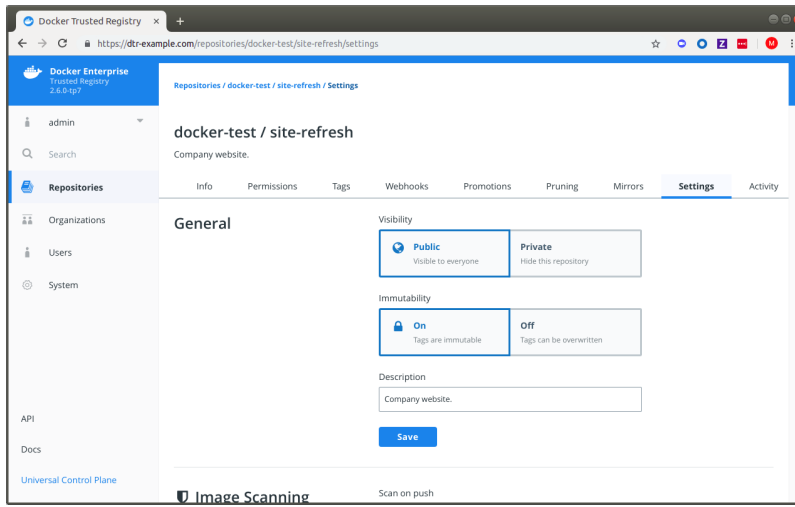 Docker Trusted Registry
https://dtr-example.com/repositories/docker-test/site-refresh/settings
Z
M
Docker Enterprise
Trusted Registry
2.6.0-tp7
admin
Search
Repositories
Organizations
Users
System
API
Docs
Universal Control Plane
Repositories / docker-test / site-refresh / Settings
docker-test / site-refresh
Company website.
Info Permissions Tags Webhooks Promotions Pruning Mirrors Settings Activity
General
Visibility
Public Private
Visible to everyone Hide this repository
Immutability
On Off
Tags are immutable Tags can be overwritten
Description
Company website.
Save
Image Scanning
Scan on push